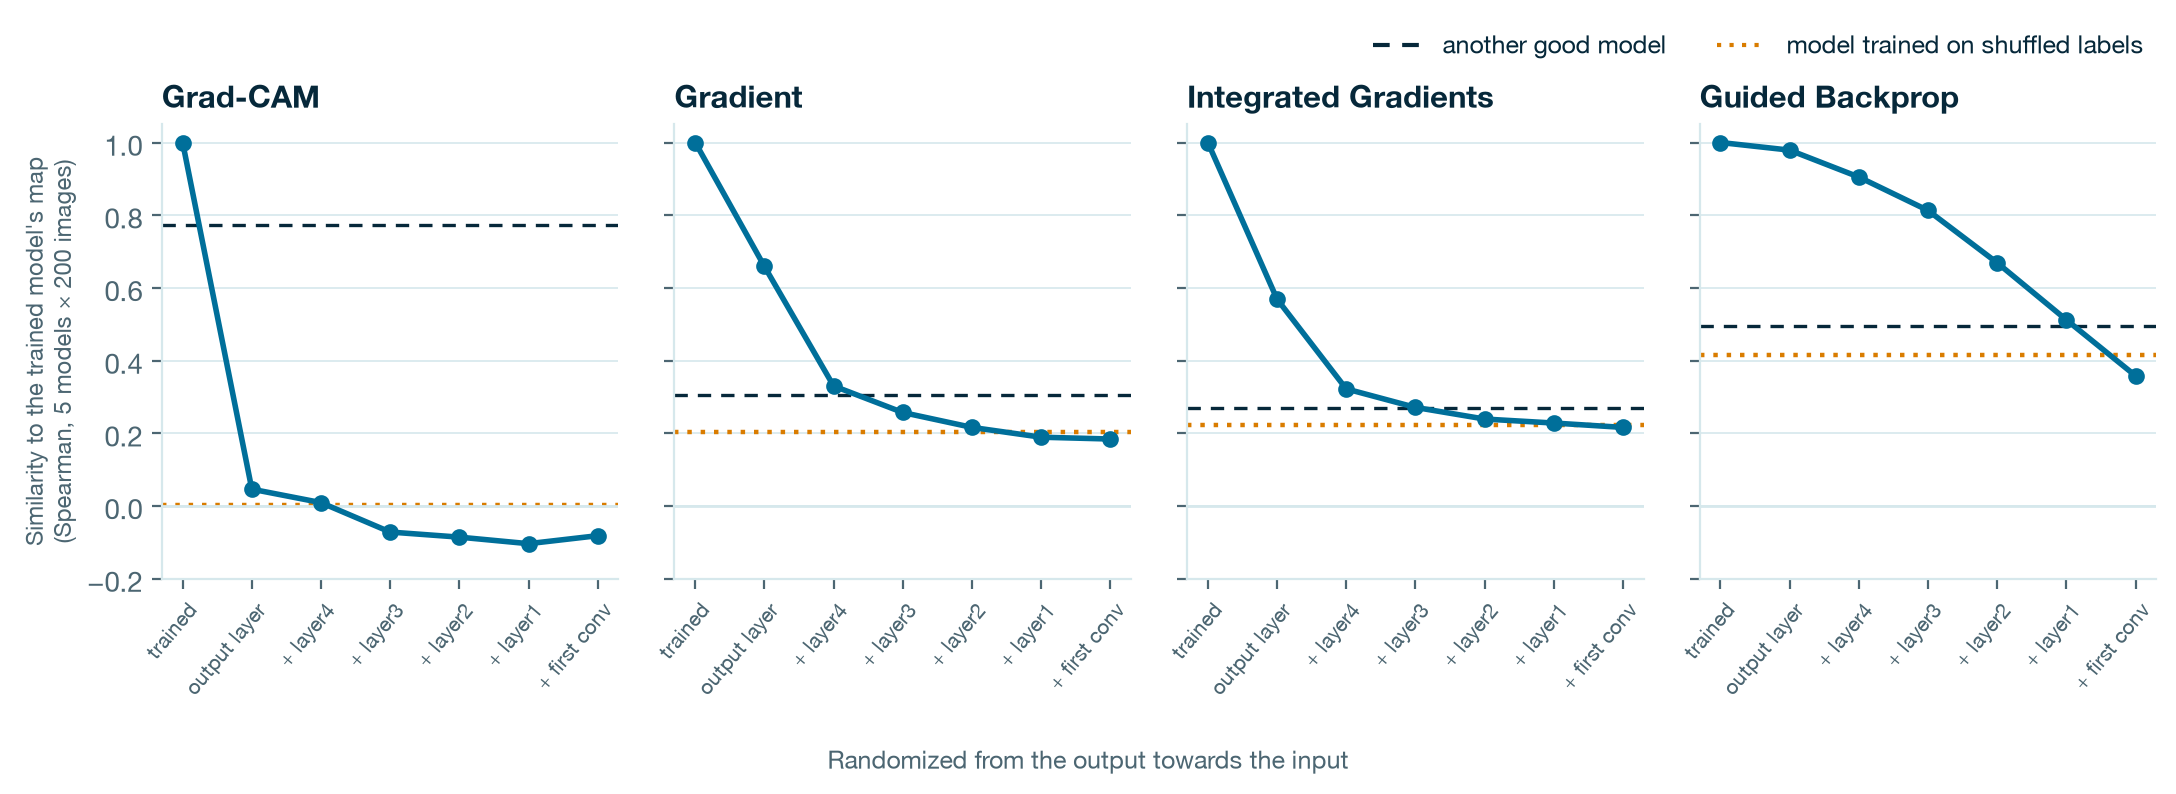 another good model
model trained on shuffled labels
Grad-CAM
Gradient
Integrated Gradients
Guided Backprop
Similarity to the trained model's map
(Spearman, 5 models × 200 images)
1.0
0.8
0.6
0.4
0.2
0.0
−0.2
trained
output layer
+ layer4
+ layer3
+ layer2
+ layer1
+ first conv
trained
output layer
+ layer4
+ layer3
+ layer2
+ layer1
+ first conv
trained
output layer
+ layer4
+ layer3
+ layer2
+ layer1
+ first conv
trained
output layer
+ layer4
+ layer3
+ layer2
+ layer1
+ first conv
Randomized from the output towards the input